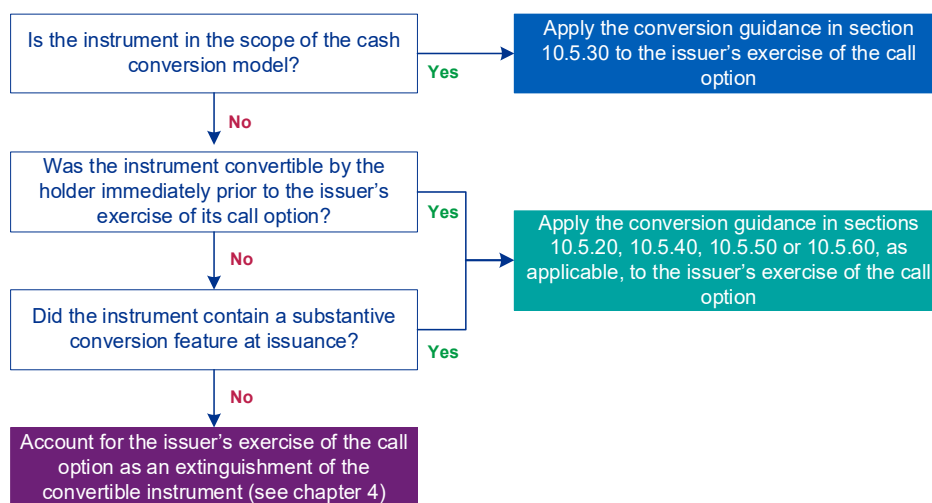 Is the instrument in the scope of the cash
conversion model?
Yes
Apply the conversion guidance in section
10.5.30 to the issuer's exercise of the call
option
No
Was the instrument convertible by the
holder immediately prior to the issuer's
exercise of its call option?
Yes
Apply the conversion guidance in sections
10.5.20, 10.5.40, 10.5.50 or 10.5.60, as
applicable, to the issuer's exercise of the call
option
No
Did the instrument contain a substantive
conversion feature at issuance?
Yes
No
Account for the issuer's exercise of the call
option as an extinguishment of the
convertible instrument (see chapter 4)